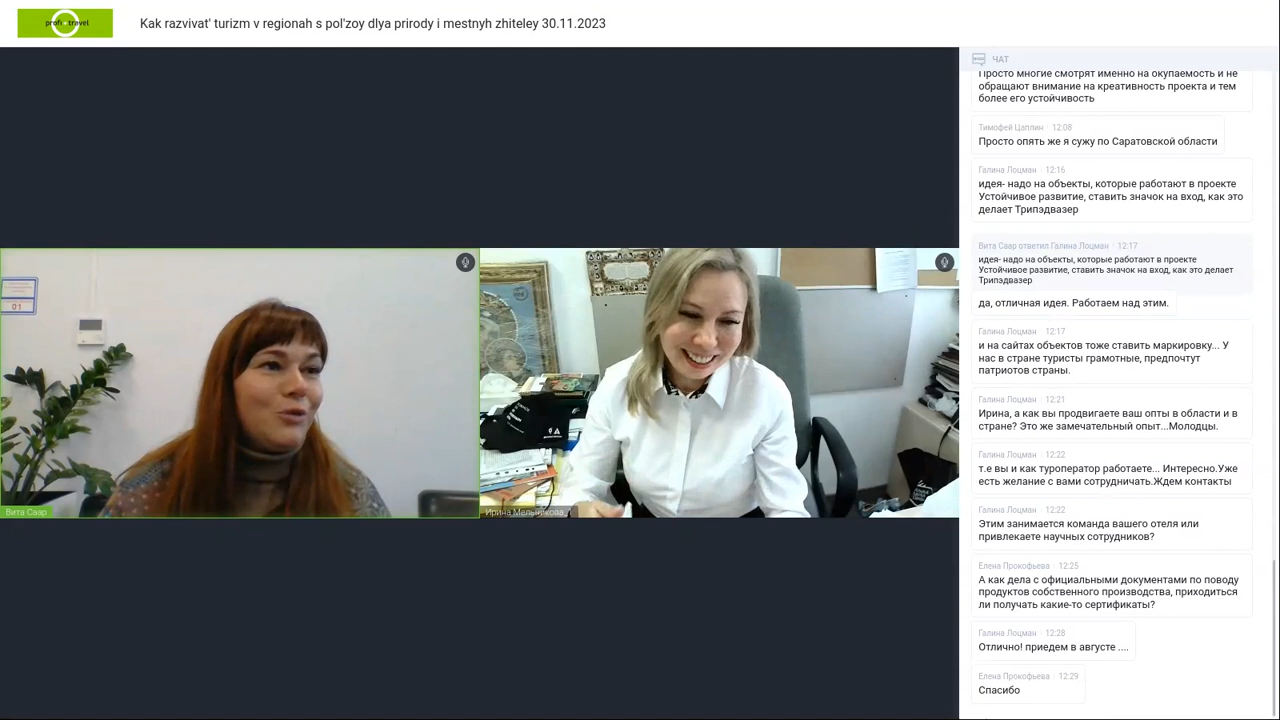 profi travel
Kak razvivat' turizm v regionah s pol'zoy dlya prirody i mestnyh zhiteley 30.11.2023
ЧАТ
Просто многие смотрят именно на окупаемость и не
обращают внимание на креативность проекта и тем
более его устойчивость
Тимофей Цаплин · 12:08
Просто опять же я сужу по Саратовской области
Галина Лоцман · 12:16
идея- надо на объекты, которые работают в проекте
Устойчивое развитие, ставить значок на вход, как это
делает Трипэдвазер
Вита Саар ответил Галина Лоцман · 12:17
идея- надо на объекты, которые работают в проекте
Устойчивое развитие, ставить значок на вход, как это делает
Трипэдвазер
да, отличная идея. Работаем над этим.
Галина Лоцман · 12:17
и на сайтах объектов тоже ставить маркировку... У
нас в стране туристы грамотные, предпочтут
патриотов страны.
Галина Лоцман · 12:21
Ирина, а как вы продвигаете ваш опты в области и в
стране? Это же замечательный опыт...Молодцы.
Галина Лоцман · 12:22
т.е вы и как туроператор работаете... Интересно.Уже
есть желание с вами сотрудничать.Ждем контакты
Галина Лоцман · 12:22
Этим занимается команда вашего отеля или
привлекаете научных сотрудников?
Елена Прокофьева · 12:25
А как дела с официальными документами по поводу
продуктов собственного производства, приходиться
ли получать какие-то сертификаты?
Галина Лоцман · 12:28
Отлично! приедем в августе ....
Елена Прокофьева · 12:29
Спасибо
01
Вита Саар
Ирина Мельникова